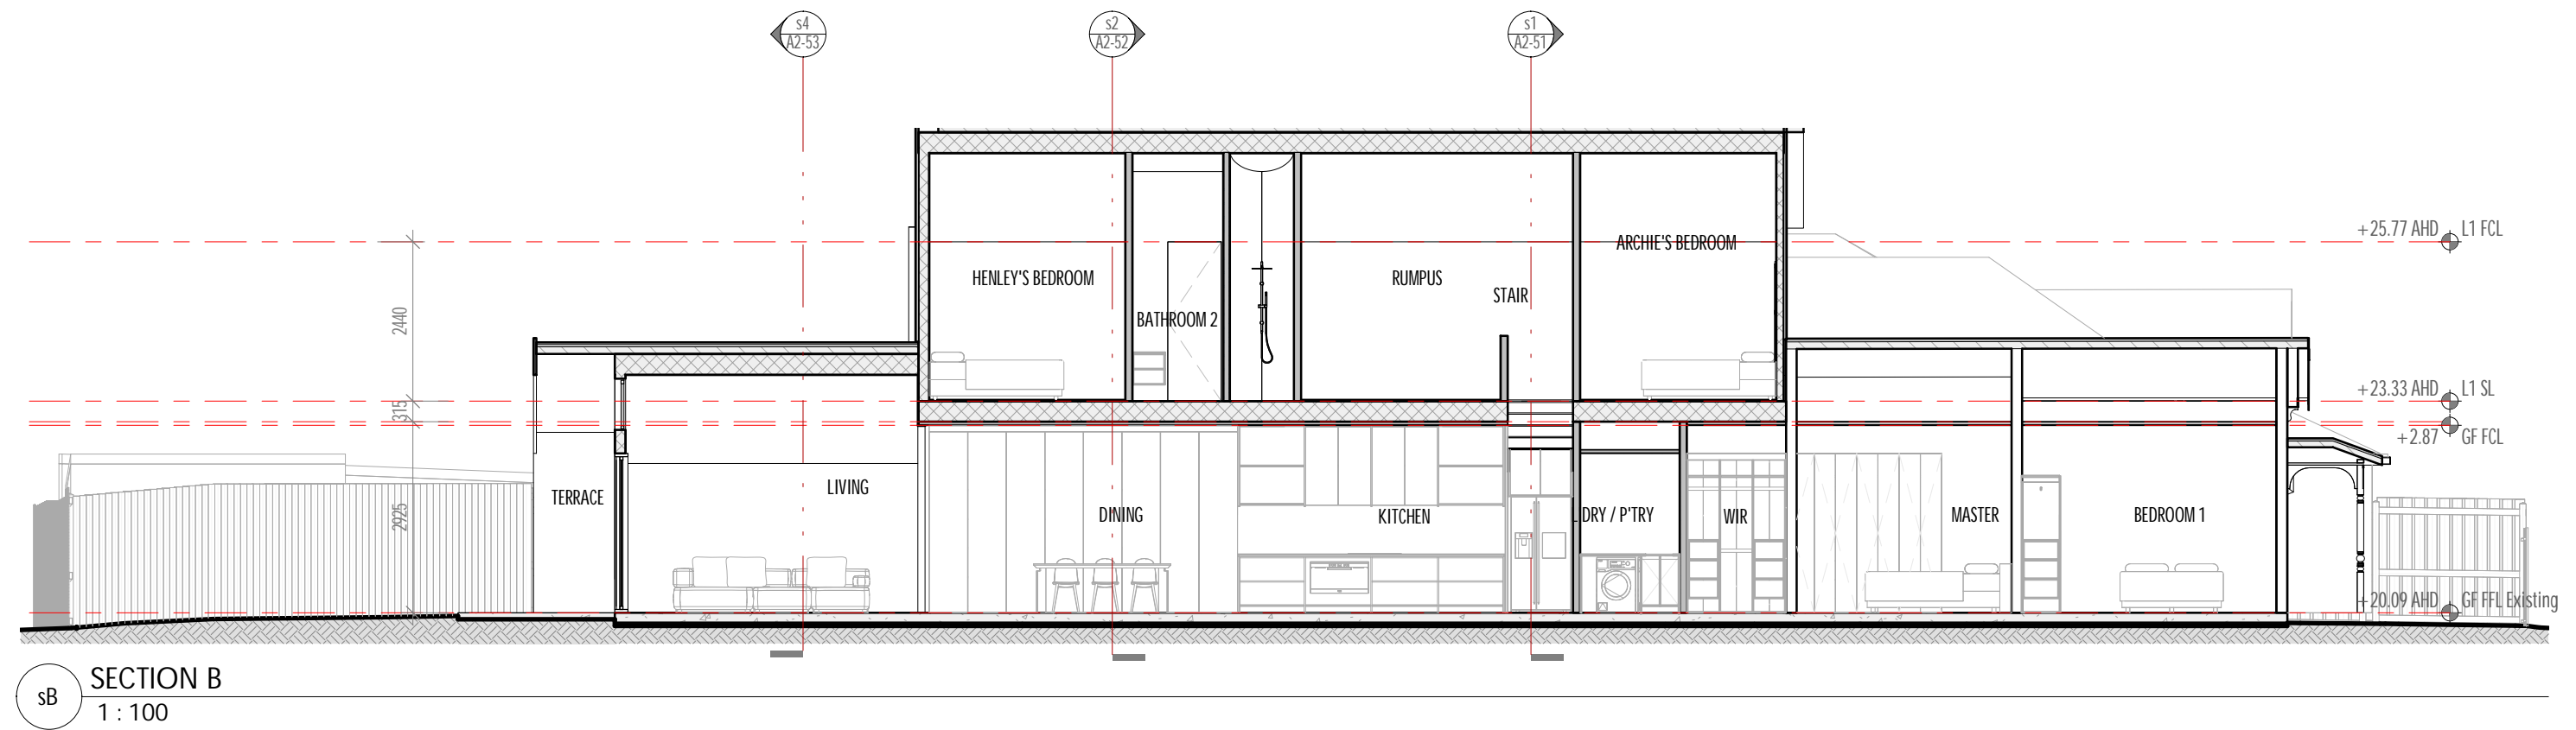 s4
A2-53
s2
A2-52
s1
A2-51
+25.77 AHD L1 FCL
ARCHIE'S BEDROOM
HENLEY'S BEDROOM
RUMPUS
STAIR
BATHROOM 2
2440
+23.33 AHD L1 SL
315
+2.87 GF FCL
LIVING
TERRACE
2925
DINING
KITCHEN
L'DRY / P'TRY
WIR
MASTER
BEDROOM 1
+20.09 AHD GF FFL Existing
sB
SECTION B
1 : 100